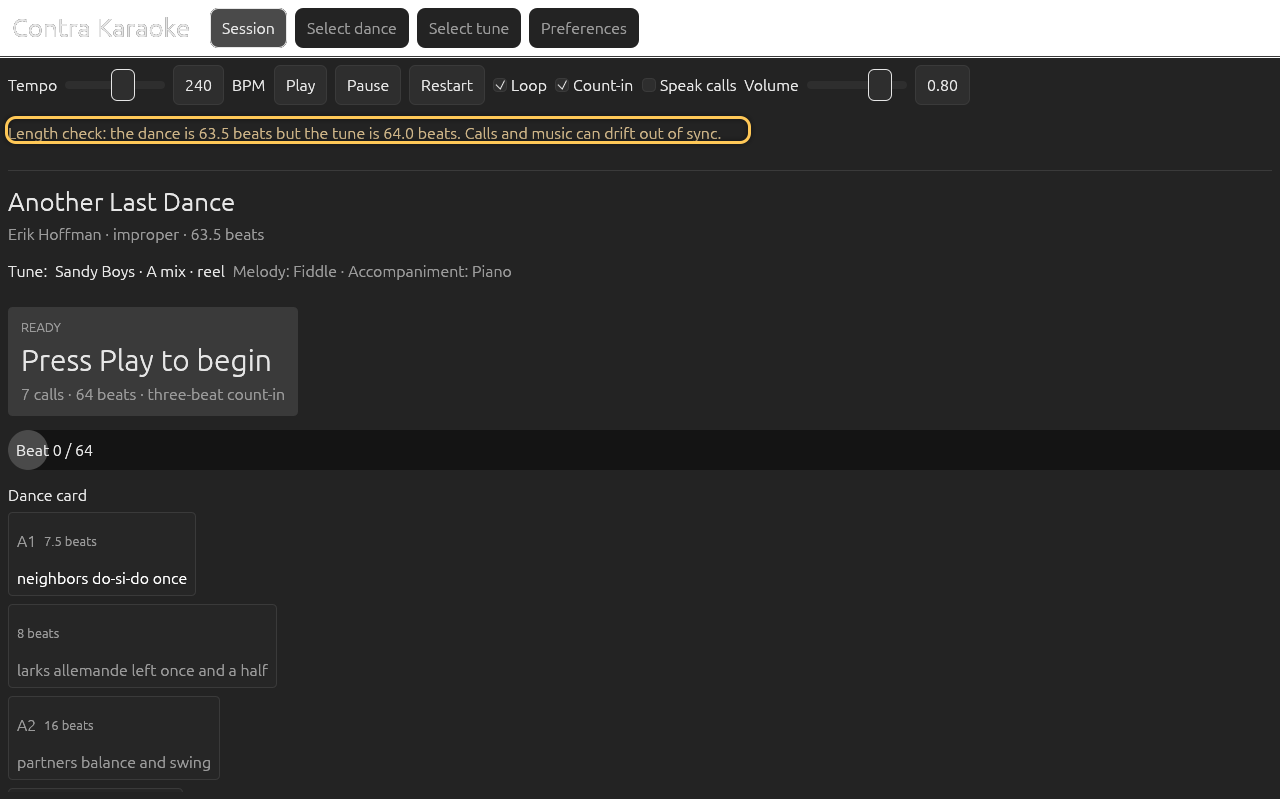 Contra Karaoke Session Select dance Select tune Preferences
Tempo 240 BPM Play Pause Restart Loop Count-in Speak calls Volume 0.80
Length check: the dance is 63.5 beats but the tune is 64.0 beats. Calls and music can drift out of sync.
Another Last Dance
Erik Hoffman · improper · 63.5 beats
Tune: Sandy Boys · A mix · reel Melody: Fiddle · Accompaniment: Piano
READY
Press Play to begin
7 calls · 64 beats · three-beat count-in
Beat 0 / 64
Dance card
A1 7.5 beats
neighbors do-si-do once
8 beats
larks allemande left once and a half
A2 16 beats
partners balance and swing